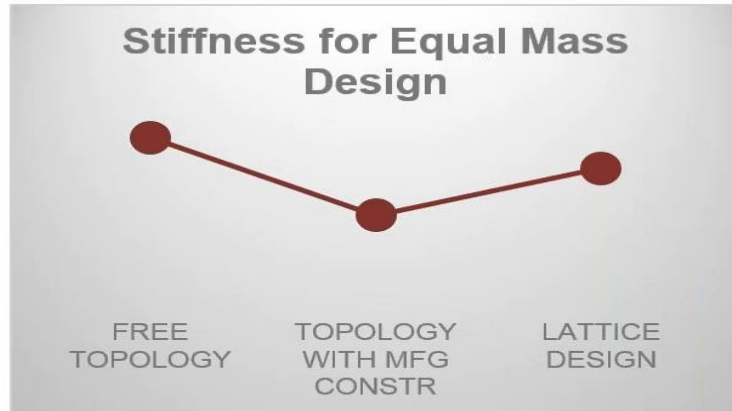 Stiffness for Equal Mass
Design
FREE
TOPOLOGY
TOPOLOGY
WITH MFG
CONSTR
LATTICE
DESIGN